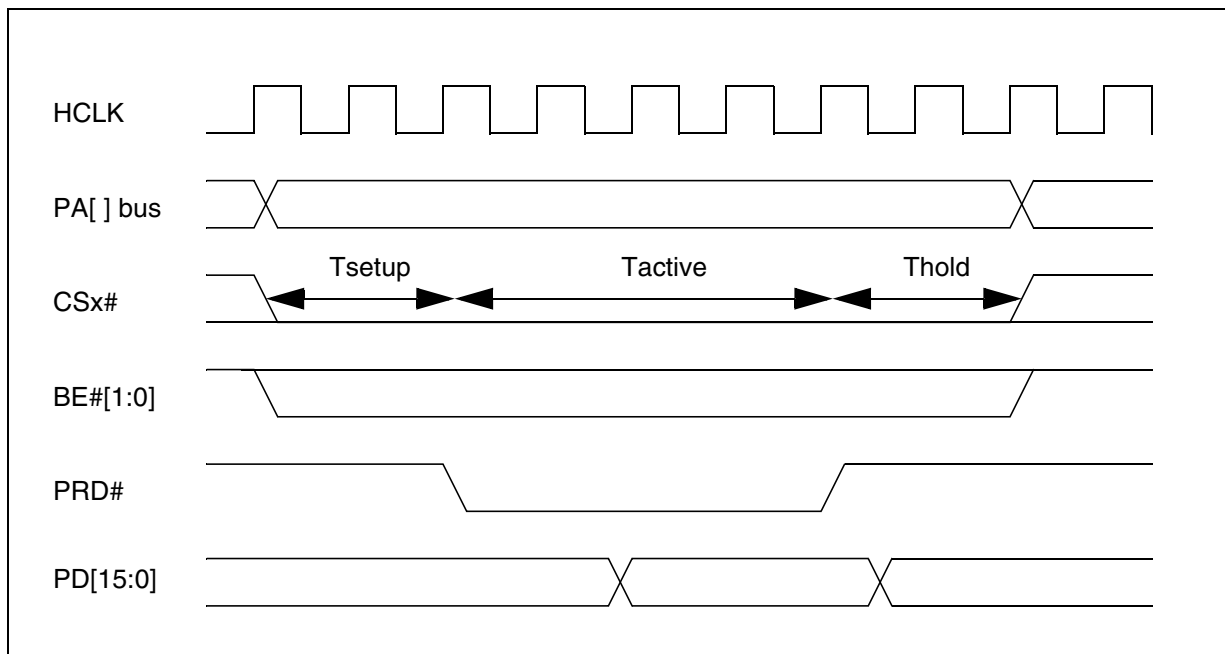 HCLK
PA[ ] bus
Tsetup Tactive Thold
CSx#
BE#[1:0]
PRD#
PD[15:0]